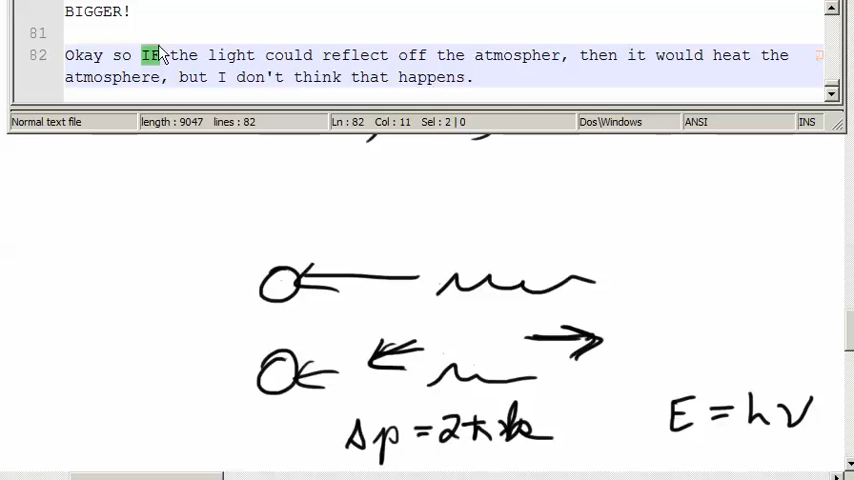 BIGGER!
81
82 Okay so IF the light could reflect off the atmospher, then it would heat the
atmosphere, but I don't think that happens.
Normal text file length : 9047 lines : 82 Ln : 82 Col : 11 Sel : 2 | 0 Dos\Windows ANSI INS
Δp = 2ħk
E = hν